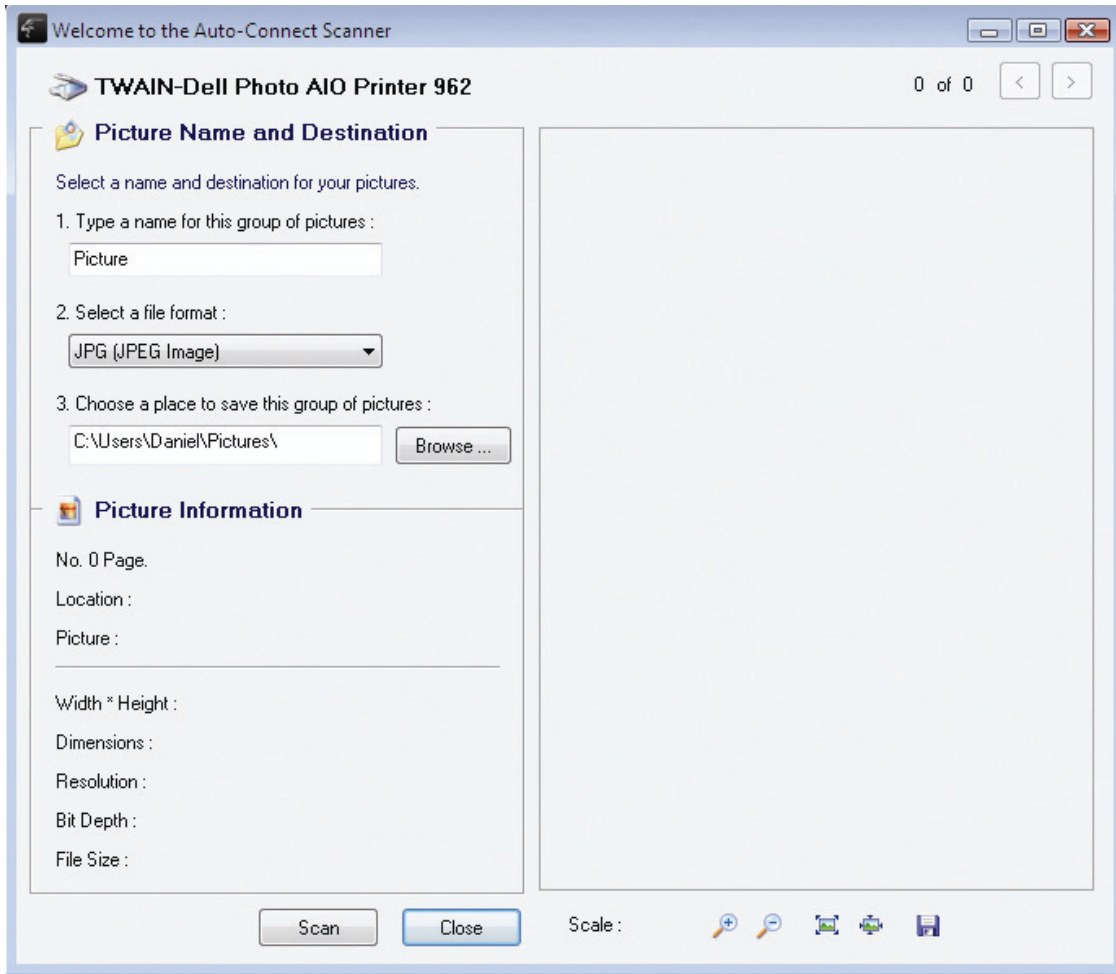 Welcome to the Auto-Connect Scanner
TWAIN-Dell Photo AIO Printer 962
0 of 0
< >
Picture Name and Destination
Select a name and destination for your pictures.
1. Type a name for this group of pictures :
Picture
2. Select a file format :
JPG (JPEG Image)
3. Choose a place to save this group of pictures :
C:\Users\Daniel\Pictures\
Browse ...
Picture Information
No. 0 Page.
Location :
Picture :
Width * Height :
Dimensions :
Resolution :
Bit Depth :
File Size :
Scan
Close
Scale :